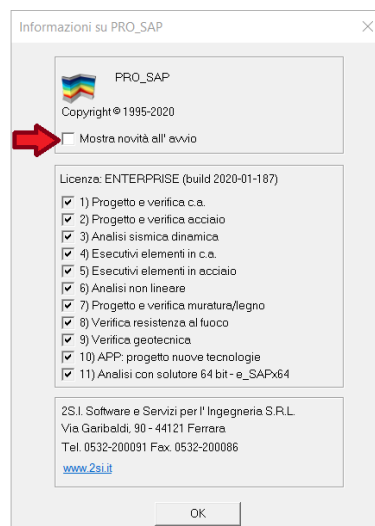 Informazioni su PRO_SAP
PRO_SAP
Copyright © 1995-2020
Mostra novità all' avvio
Licenza: ENTERPRISE (build 2020-01-187)
1) Progetto e verifica c.a.
2) Progetto e verifica acciaio
3) Analisi sismica dinamica
4) Esecutivi elementi in c.a.
5) Esecutivi elementi in acciaio
6) Analisi non lineare
7) Progetto e verifica muratura/legno
8) Verifica resistenza al fuoco
9) Verifica geotecnica
10) APP: progetto nuove tecnologie
11) Analisi con solutore 64 bit - e_SAPx64
2S.I. Software e Servizi per l' Ingegneria S.R.L.
Via Garibaldi, 90 - 44121 Ferrara
Tel. 0532-200091 Fax. 0532-200086
www.2si.it
OK